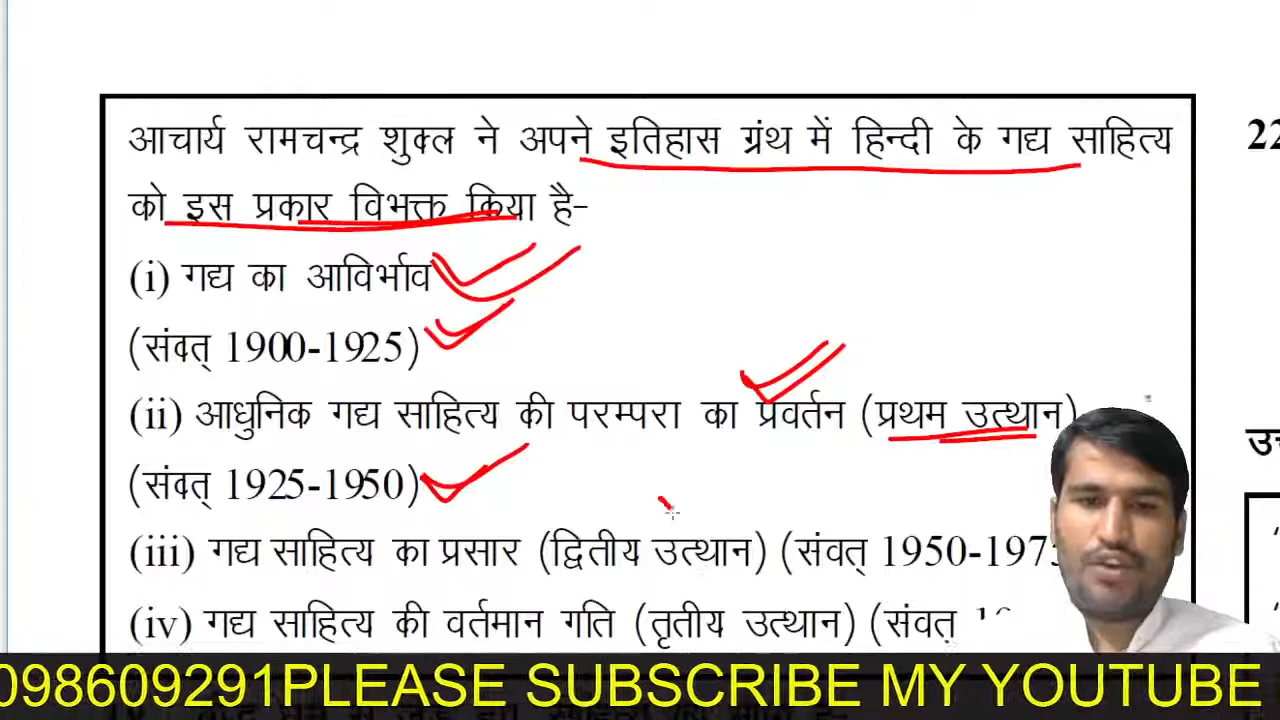 आचार्य रामचन्द्र शुक्ल ने अपने इतिहास ग्रंथ में हिन्दी के गद्य साहित्य
को इस प्रकार विभक्त किया है-
(i) गद्य का आविर्भाव
(संवत् 1900-1925)
(ii) आधुनिक गद्य साहित्य की परम्परा का प्रवर्तन (प्रथम उत्थान)
(संवत् 1925-1950)
(iii) गद्य साहित्य का प्रसार (द्वितीय उत्थान) (संवत् 1950-1975
(iv) गद्य साहित्य की वर्तमान गति (तृतीय उत्थान) (संवत्
22
098609291PLEASE SUBSCRIBE MY YOUTUBE